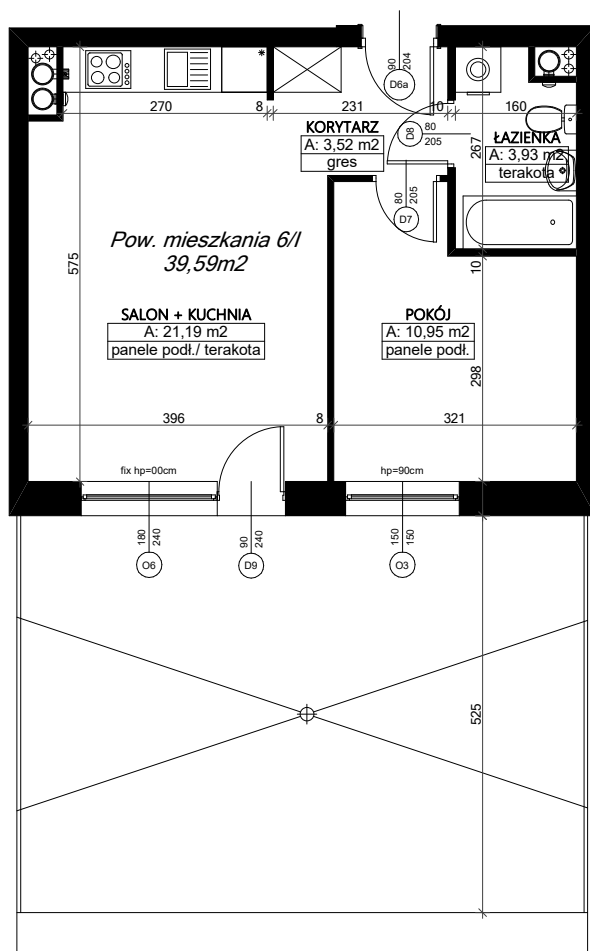 90
204
D6a
*
270
8
231
10
160
KORYTARZ
A: 3,52 m2
gres
D8
80
205
267
ŁAZIENKA
A: 3,93 m2
terakota
80
205
D7
575
Pow. mieszkania 6/I
39,59m2
10
SALON + KUCHNIA
A: 21,19 m2
panele podł./ terakota
POKÓJ
A: 10,95 m2
panele podł.
298
396
8
321
fix hp=00cm
hp=90cm
180
240
O6
90
240
D9
150
150
O3
525